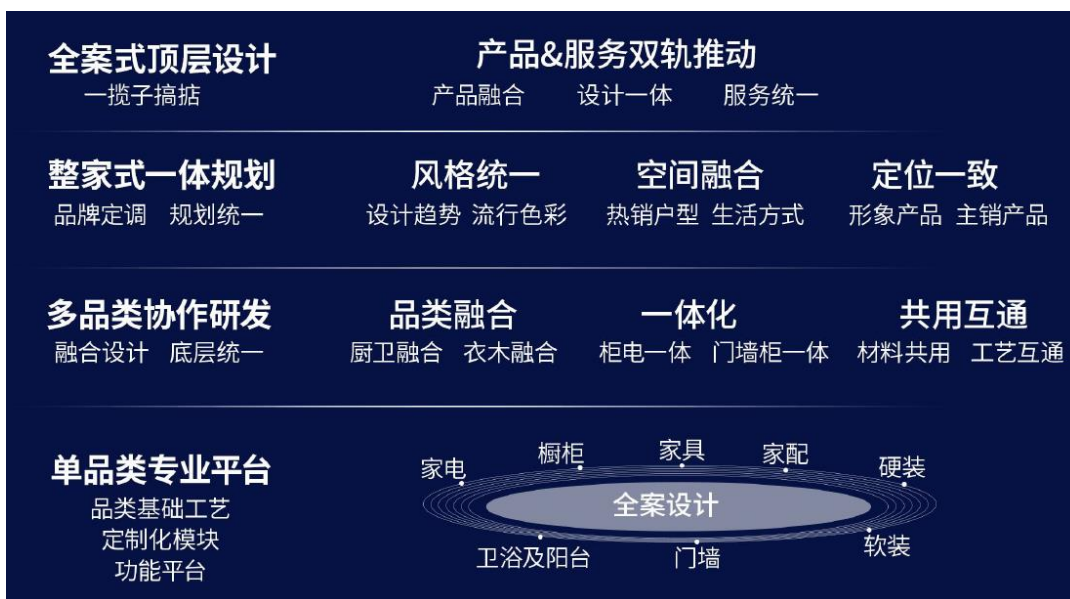 全案式顶层设计
一揽子搞掂
产品&服务双轨推动
产品融合 设计一体 服务统一
整家式一体规划
品牌定调 规划统一
风格统一 空间融合 定位一致
设计趋势 流行色彩 热销户型 生活方式 形象产品 主销产品
多品类协作研发
融合设计 底层统一
品类融合 一体化 共用互通
厨卫融合 衣木融合 柜电一体 门墙柜一体 材料共用 工艺互通
单品类专业平台
品类基础工艺
定制化模块
功能平台
家电 橱柜 家具 家配 硬装
全案设计
卫浴及阳台 门墙 软装